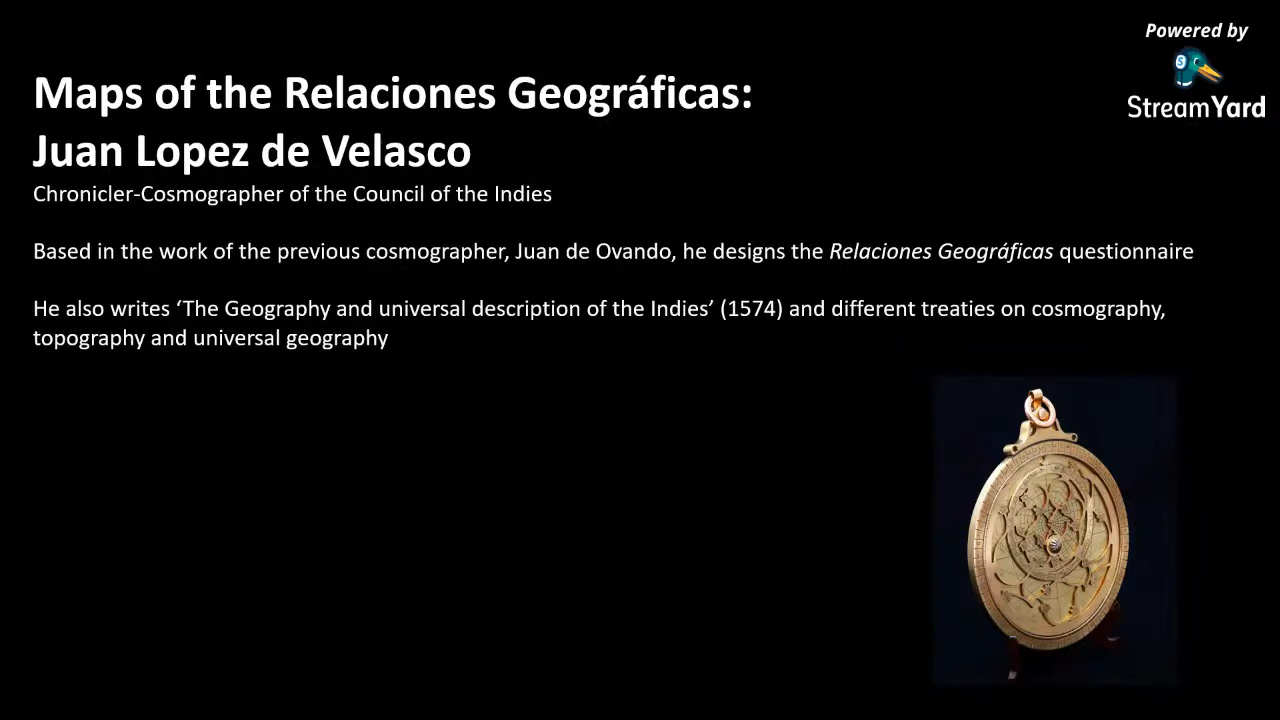 Powered by
StreamYard
Maps of the Relaciones Geográficas:
Juan Lopez de Velasco
Chronicler-Cosmographer of the Council of the Indies
Based in the work of the previous cosmographer, Juan de Ovando, he designs the Relaciones Geográficas questionnaire
He also writes ‘The Geography and universal description of the Indies’ (1574) and different treaties on cosmography,
topography and universal geography